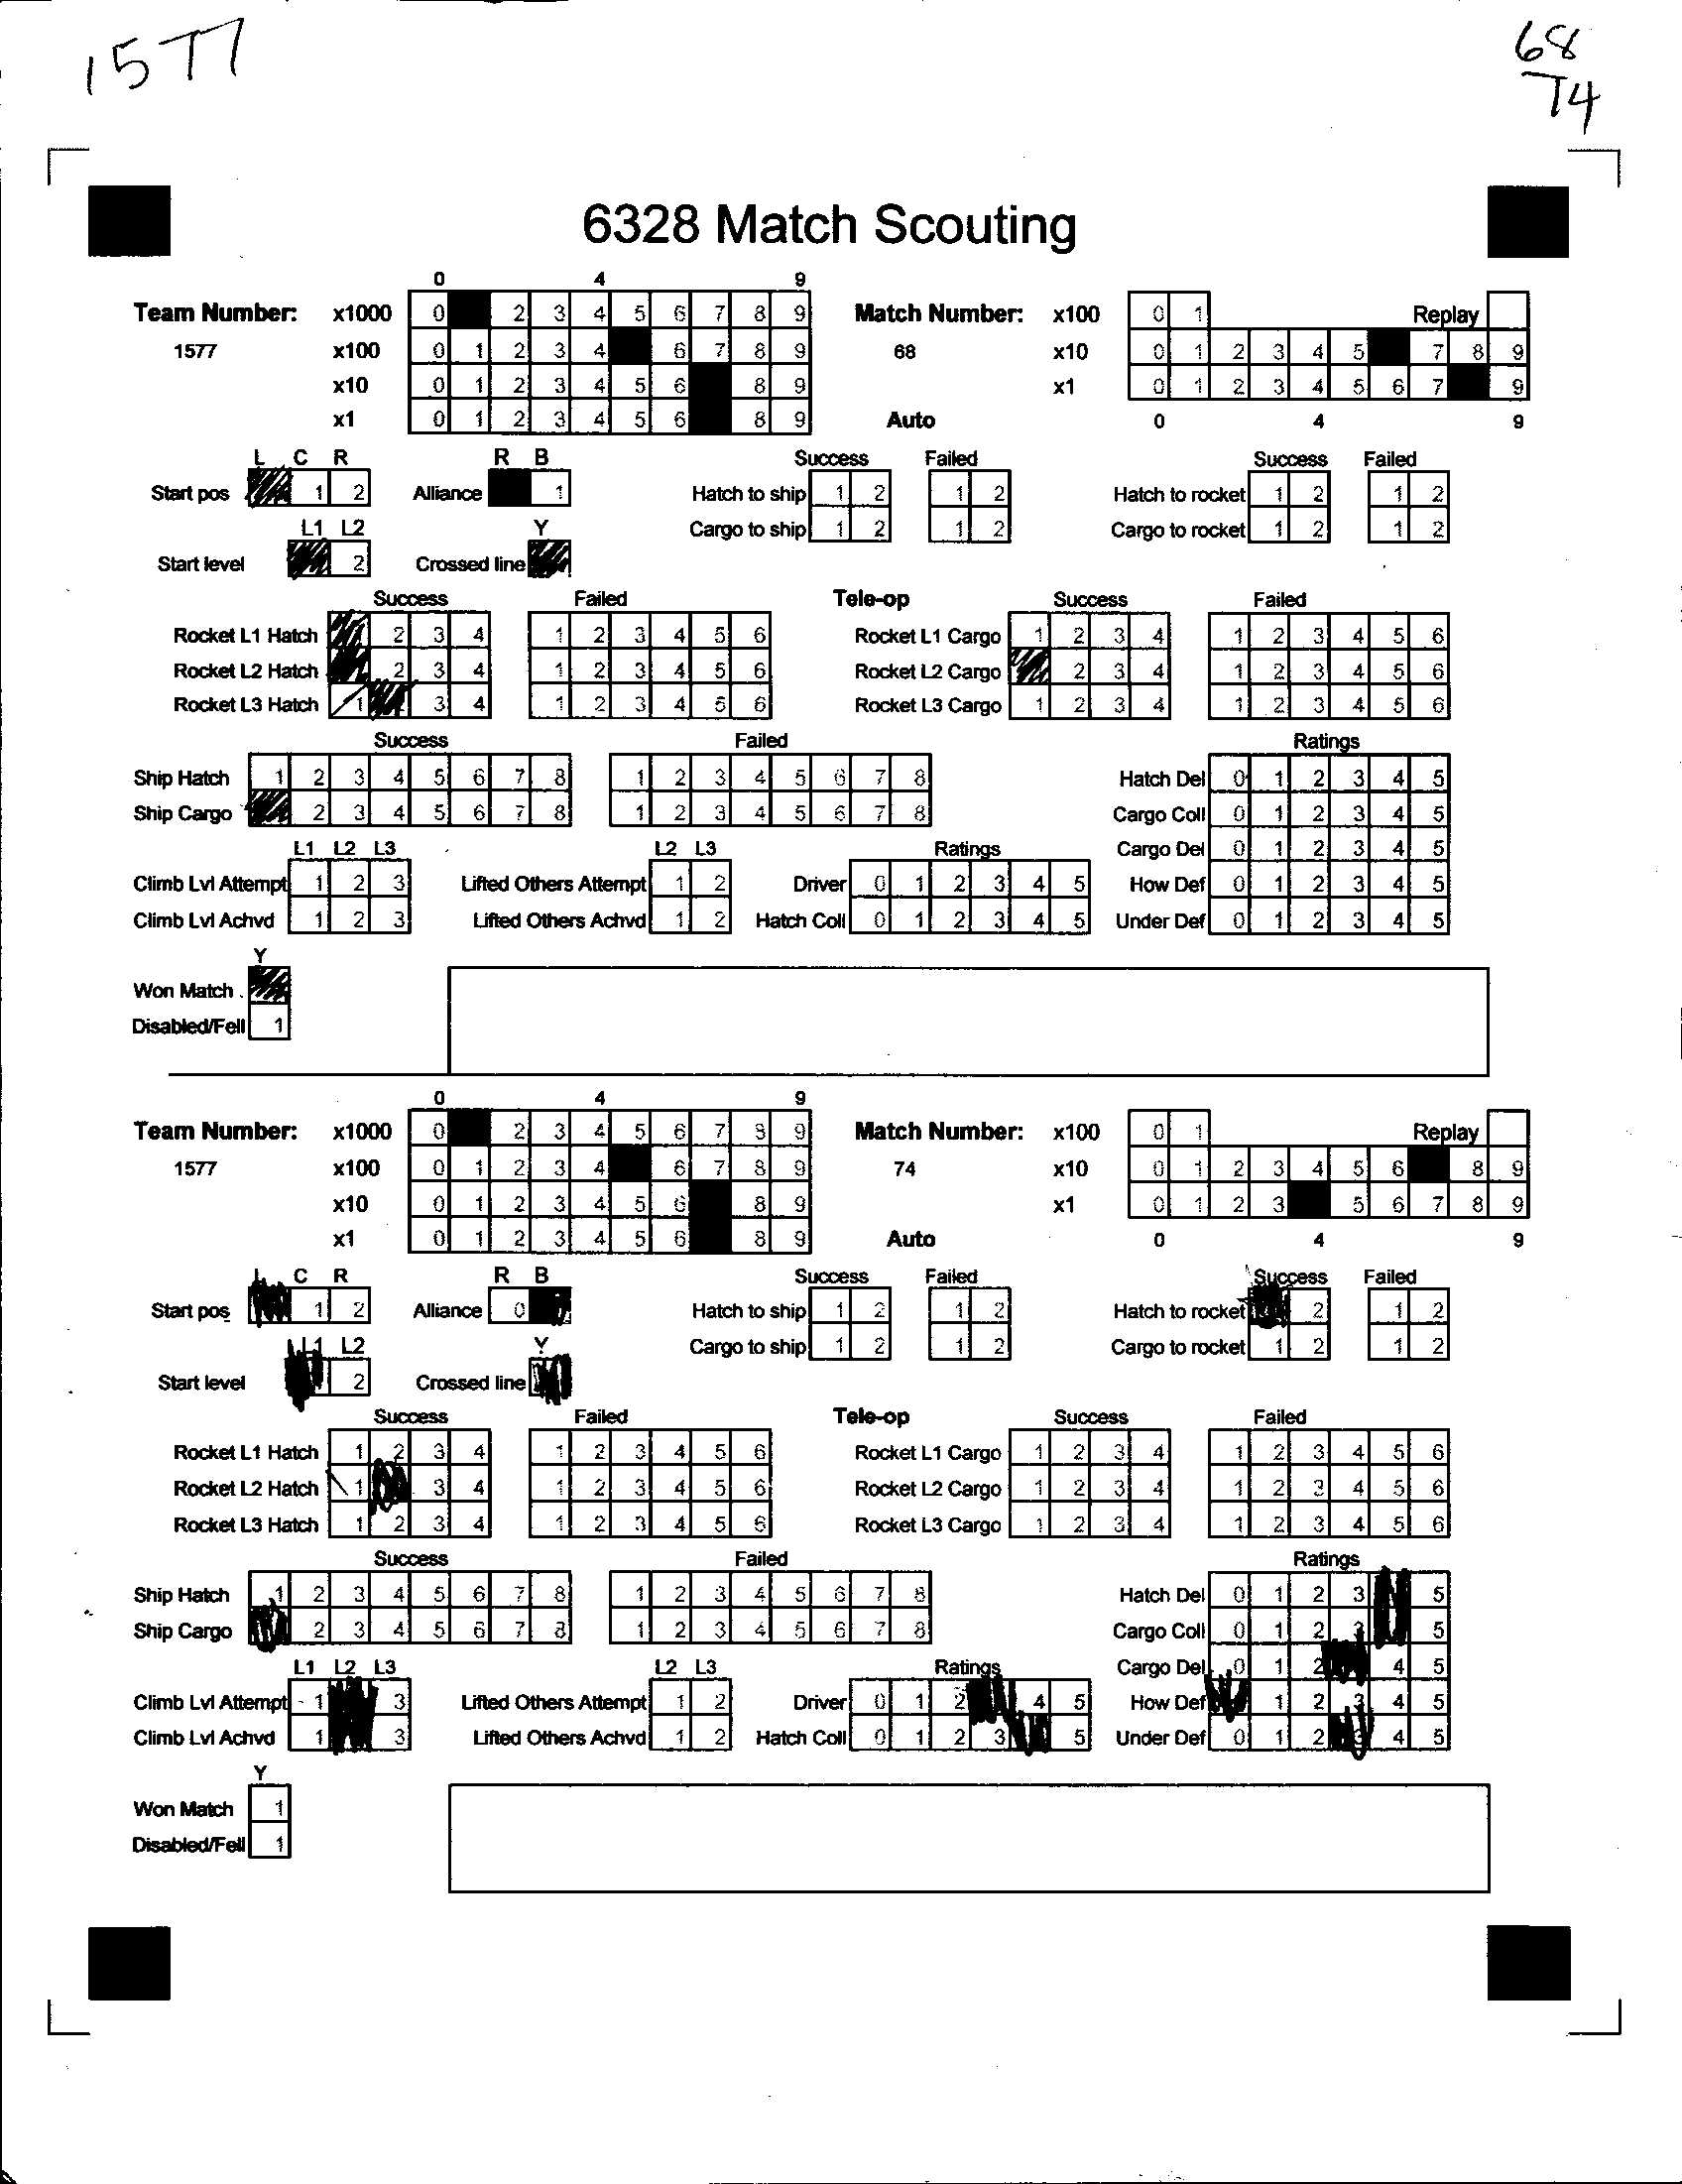 1577
68
74
6328 Match Scouting
0 4 9
Team Number: x1000 0 2 3 4 5 6 7 8 9 Match Number: x100 0 1 Replay
1577 x100 0 1 2 3 4 6 7 8 9 68 x10 0 1 2 3 4 5 7 8 9
x10 0 1 2 3 4 5 6 8 9 x1 0 1 2 3 4 5 6 7 9
x1 0 1 2 3 4 5 6 8 9 Auto 0 4 9
L C R R B Success Failed Success Failed
Start pos 1 2 Alliance 1 Hatch to ship 1 2 1 2 Hatch to rocket 1 2 1 2
L1 L2 Y Cargo to ship 1 2 1 2 Cargo to rocket 1 2 1 2
Start level 2 Crossed line
Success Failed Tele-op Success Failed
Rocket L1 Hatch 2 3 4 1 2 3 4 5 6 Rocket L1 Cargo 1 2 3 4 1 2 3 4 5 6
Rocket L2 Hatch 2 3 4 1 2 3 4 5 6 Rocket L2 Cargo 2 3 4 1 2 3 4 5 6
Rocket L3 Hatch 1 3 4 1 2 3 4 5 6 Rocket L3 Cargo 1 2 3 4 1 2 3 4 5 6
Success Failed Ratings
Ship Hatch 1 2 3 4 5 6 7 8 1 2 3 4 5 6 7 8 Hatch Del 0 1 2 3 4 5
Ship Cargo 2 3 4 5 6 7 8 1 2 3 4 5 6 7 8 Cargo Coll 0 1 2 3 4 5
L1 L2 L3 L2 L3 Ratings Cargo Del 0 1 2 3 4 5
Climb Lvl Attempt 1 2 3 Lifted Others Attempt 1 2 Driver 0 1 2 3 4 5 How Def 0 1 2 3 4 5
Climb Lvl Achvd 1 2 3 Lifted Others Achvd 1 2 Hatch Coll 0 1 2 3 4 5 Under Def 0 1 2 3 4 5
Y
Won Match
Disabled/Fell 1
0 4 9
Team Number: x1000 0 2 3 4 5 6 7 8 9 Match Number: x100 0 1 Replay
1577 x100 0 1 2 3 4 6 7 8 9 74 x10 0 1 2 3 4 5 6 8 9
x10 0 1 2 3 4 5 6 8 9 x1 0 1 2 3 5 6 7 8 9
x1 0 1 2 3 4 5 6 8 9 Auto 0 4 9
L C R R B Success Failed Success Failed
Start pos 1 2 Alliance 0 Hatch to ship 1 2 1 2 Hatch to rocket 2 1 2
L1 L2 Y Cargo to ship 1 2 1 2 Cargo to rocket 1 2 1 2
Start level 2 Crossed line
Success Failed Tele-op Success Failed
Rocket L1 Hatch 1 2 3 4 1 2 3 4 5 6 Rocket L1 Cargo 1 2 3 4 1 2 3 4 5 6
Rocket L2 Hatch 1 3 4 1 2 3 4 5 6 Rocket L2 Cargo 1 2 3 4 1 2 3 4 5 6
Rocket L3 Hatch 1 2 3 4 1 2 3 4 5 6 Rocket L3 Cargo 1 2 3 4 1 2 3 4 5 6
Success Failed Ratings
Ship Hatch 1 2 3 4 5 6 7 8 1 2 3 4 5 6 7 8 Hatch Del 0 1 2 3 5
Ship Cargo 2 3 4 5 6 7 8 1 2 3 4 5 6 7 8 Cargo Coll 0 1 2 3 5
L1 L2 L3 L2 L3 Ratings Cargo Del 0 1 2 4 5
Climb Lvl Attempt 1 3 Lifted Others Attempt 1 2 Driver 0 1 2 4 5 How Def 1 2 3 4 5
Climb Lvl Achvd 1 3 Lifted Others Achvd 1 2 Hatch Coll 0 1 2 3 5 Under Def 0 1 2 3 4 5
Y
Won Match 1
Disabled/Fell 1